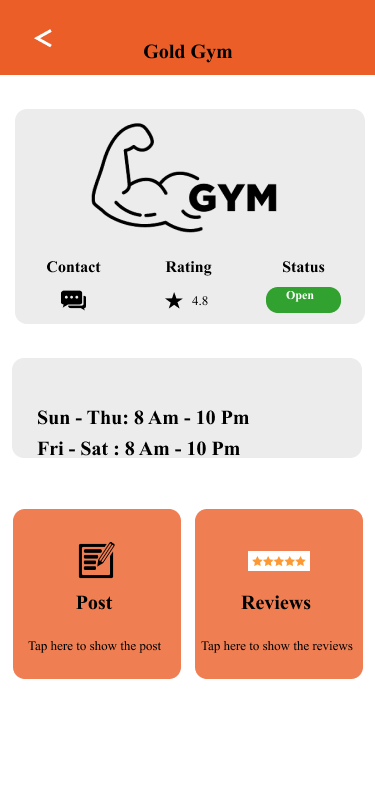 Gold Gym
GYM
Contact Rating Status
4.8 Open
Sun - Thu: 8 Am - 10 Pm
Fri - Sat : 8 Am - 10 Pm
Post Reviews
Tap here to show the post Tap here to show the reviews